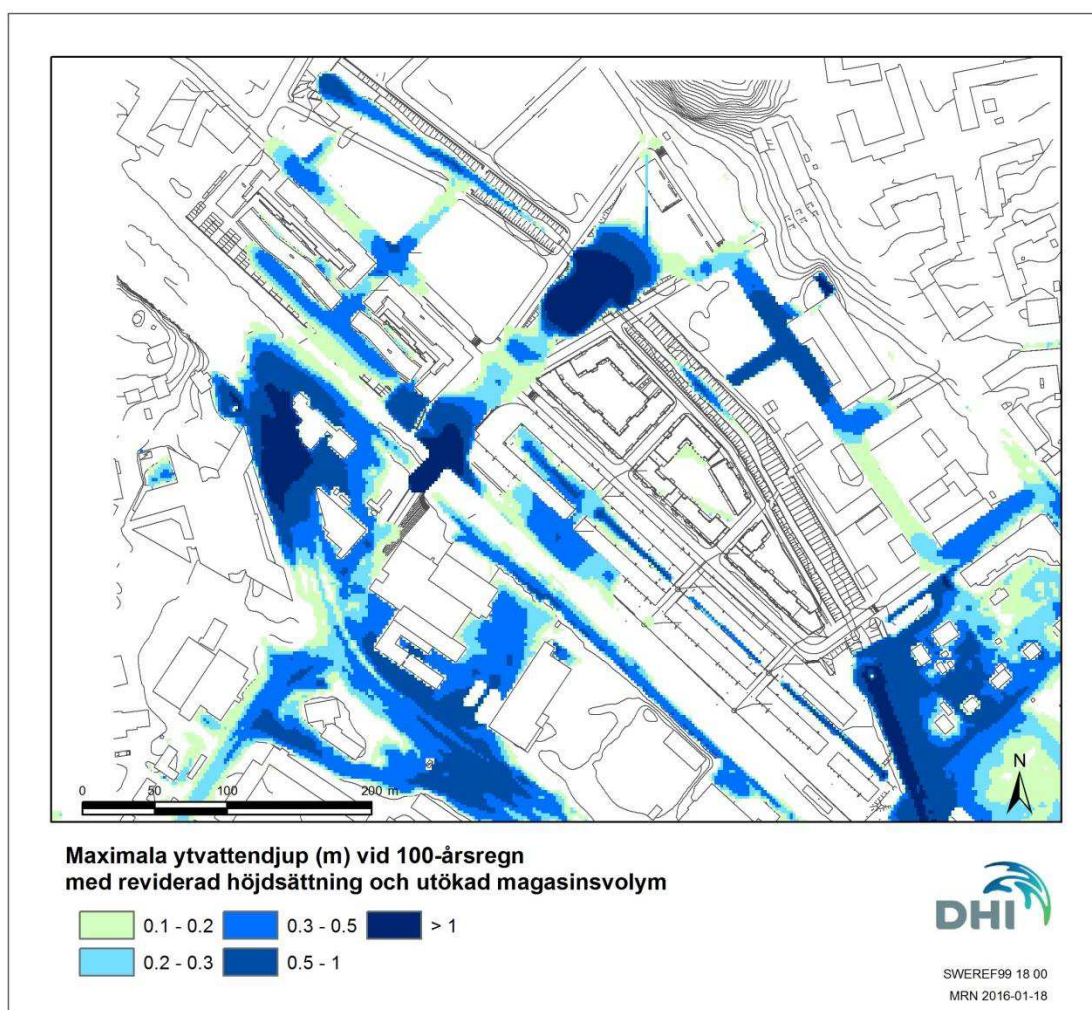 N
0 50 100 200 m
Maximala ytvattendjup (m) vid 100-årsregn
med reviderad höjdsättning och utökad magasinsvolym
0.1 - 0.2
0.3 - 0.5
> 1
0.2 - 0.3
0.5 - 1
DHI
SWEREF99 18 00
MRN 2016-01-18